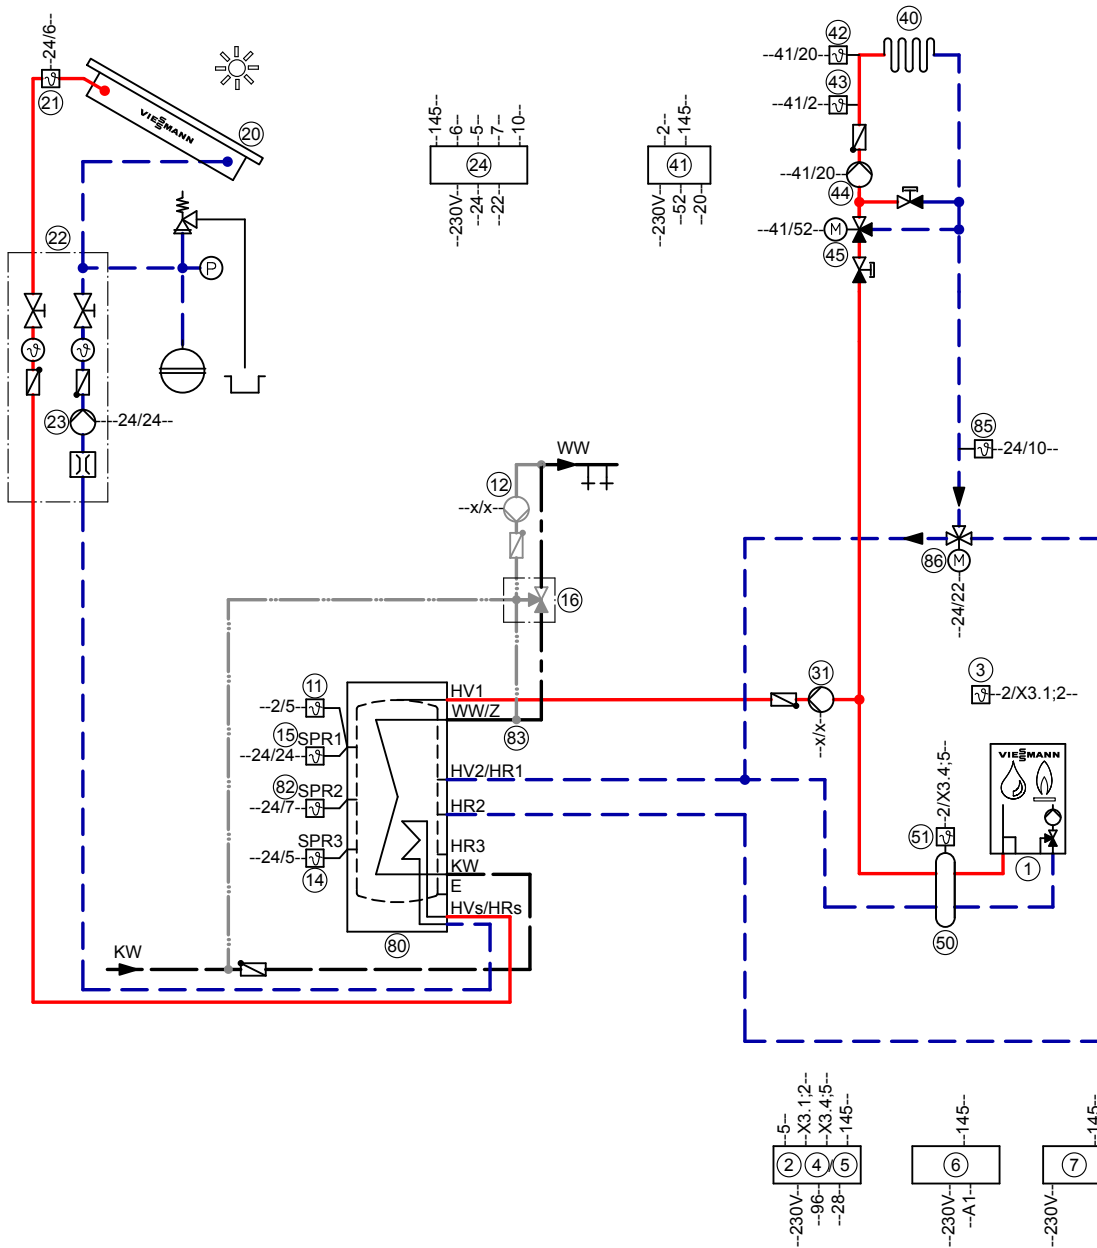 --24/6--
21
VIESSMANN
20
22
P
23
---24/24--
--145--
--6--
--5--
--7--
--10--
24
--230V--
--24--
--22--
--2--
--145--
41
--230V--
--52--
--20--
40
42
--41/20--
43
--41/2--
--41/20--
44
--41/52--
M
45
85
--24/10--
86
M
--24/22--
WW
12
--x/x--
16
31
--x/x--
3
--2/X3.1;2--
11
--2/5--
15
SPR1
--24/24--
82
SPR2
--24/7--
SPR3
--24/5--
14
HV1
WW/Z
83
HV2/HR1
HR2
HR3
KW
E
HVs/HRs
80
KW
--2/X3.4;5--
51
50
VIESSMANN
1
--5--
--X3.1;2--
--X3.4;5--
--145--
2
4
/
5
--230V--
--96--
--28--
--145--
6
--230V--
--A1--
--145--
7
--230V--